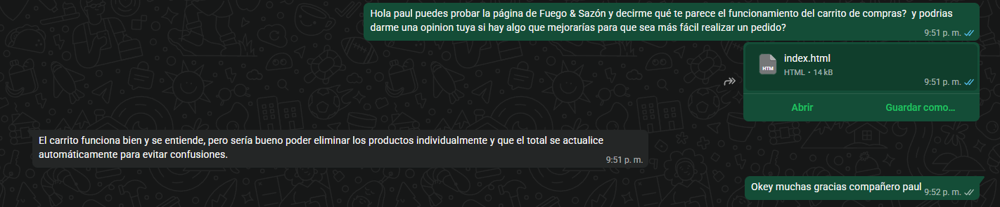 Hola paul puedes probar la página de Fuego & Sazón y decirme qué te parece el funcionamiento del carrito de compras?  y podrias
darme una opinion tuya si hay algo que mejorarías para que sea más fácil realizar un pedido?
9:51 p. m.
index.html
HTM
HTML • 14 kB
9:51 p. m.
Abrir
Guardar como...
El carrito funciona bien y se entiende, pero sería bueno poder eliminar los productos individualmente y que el total se actualice
automáticamente para evitar confusiones.
9:51 p. m.
Okey muchas gracias compañero paul
9:52 p. m.